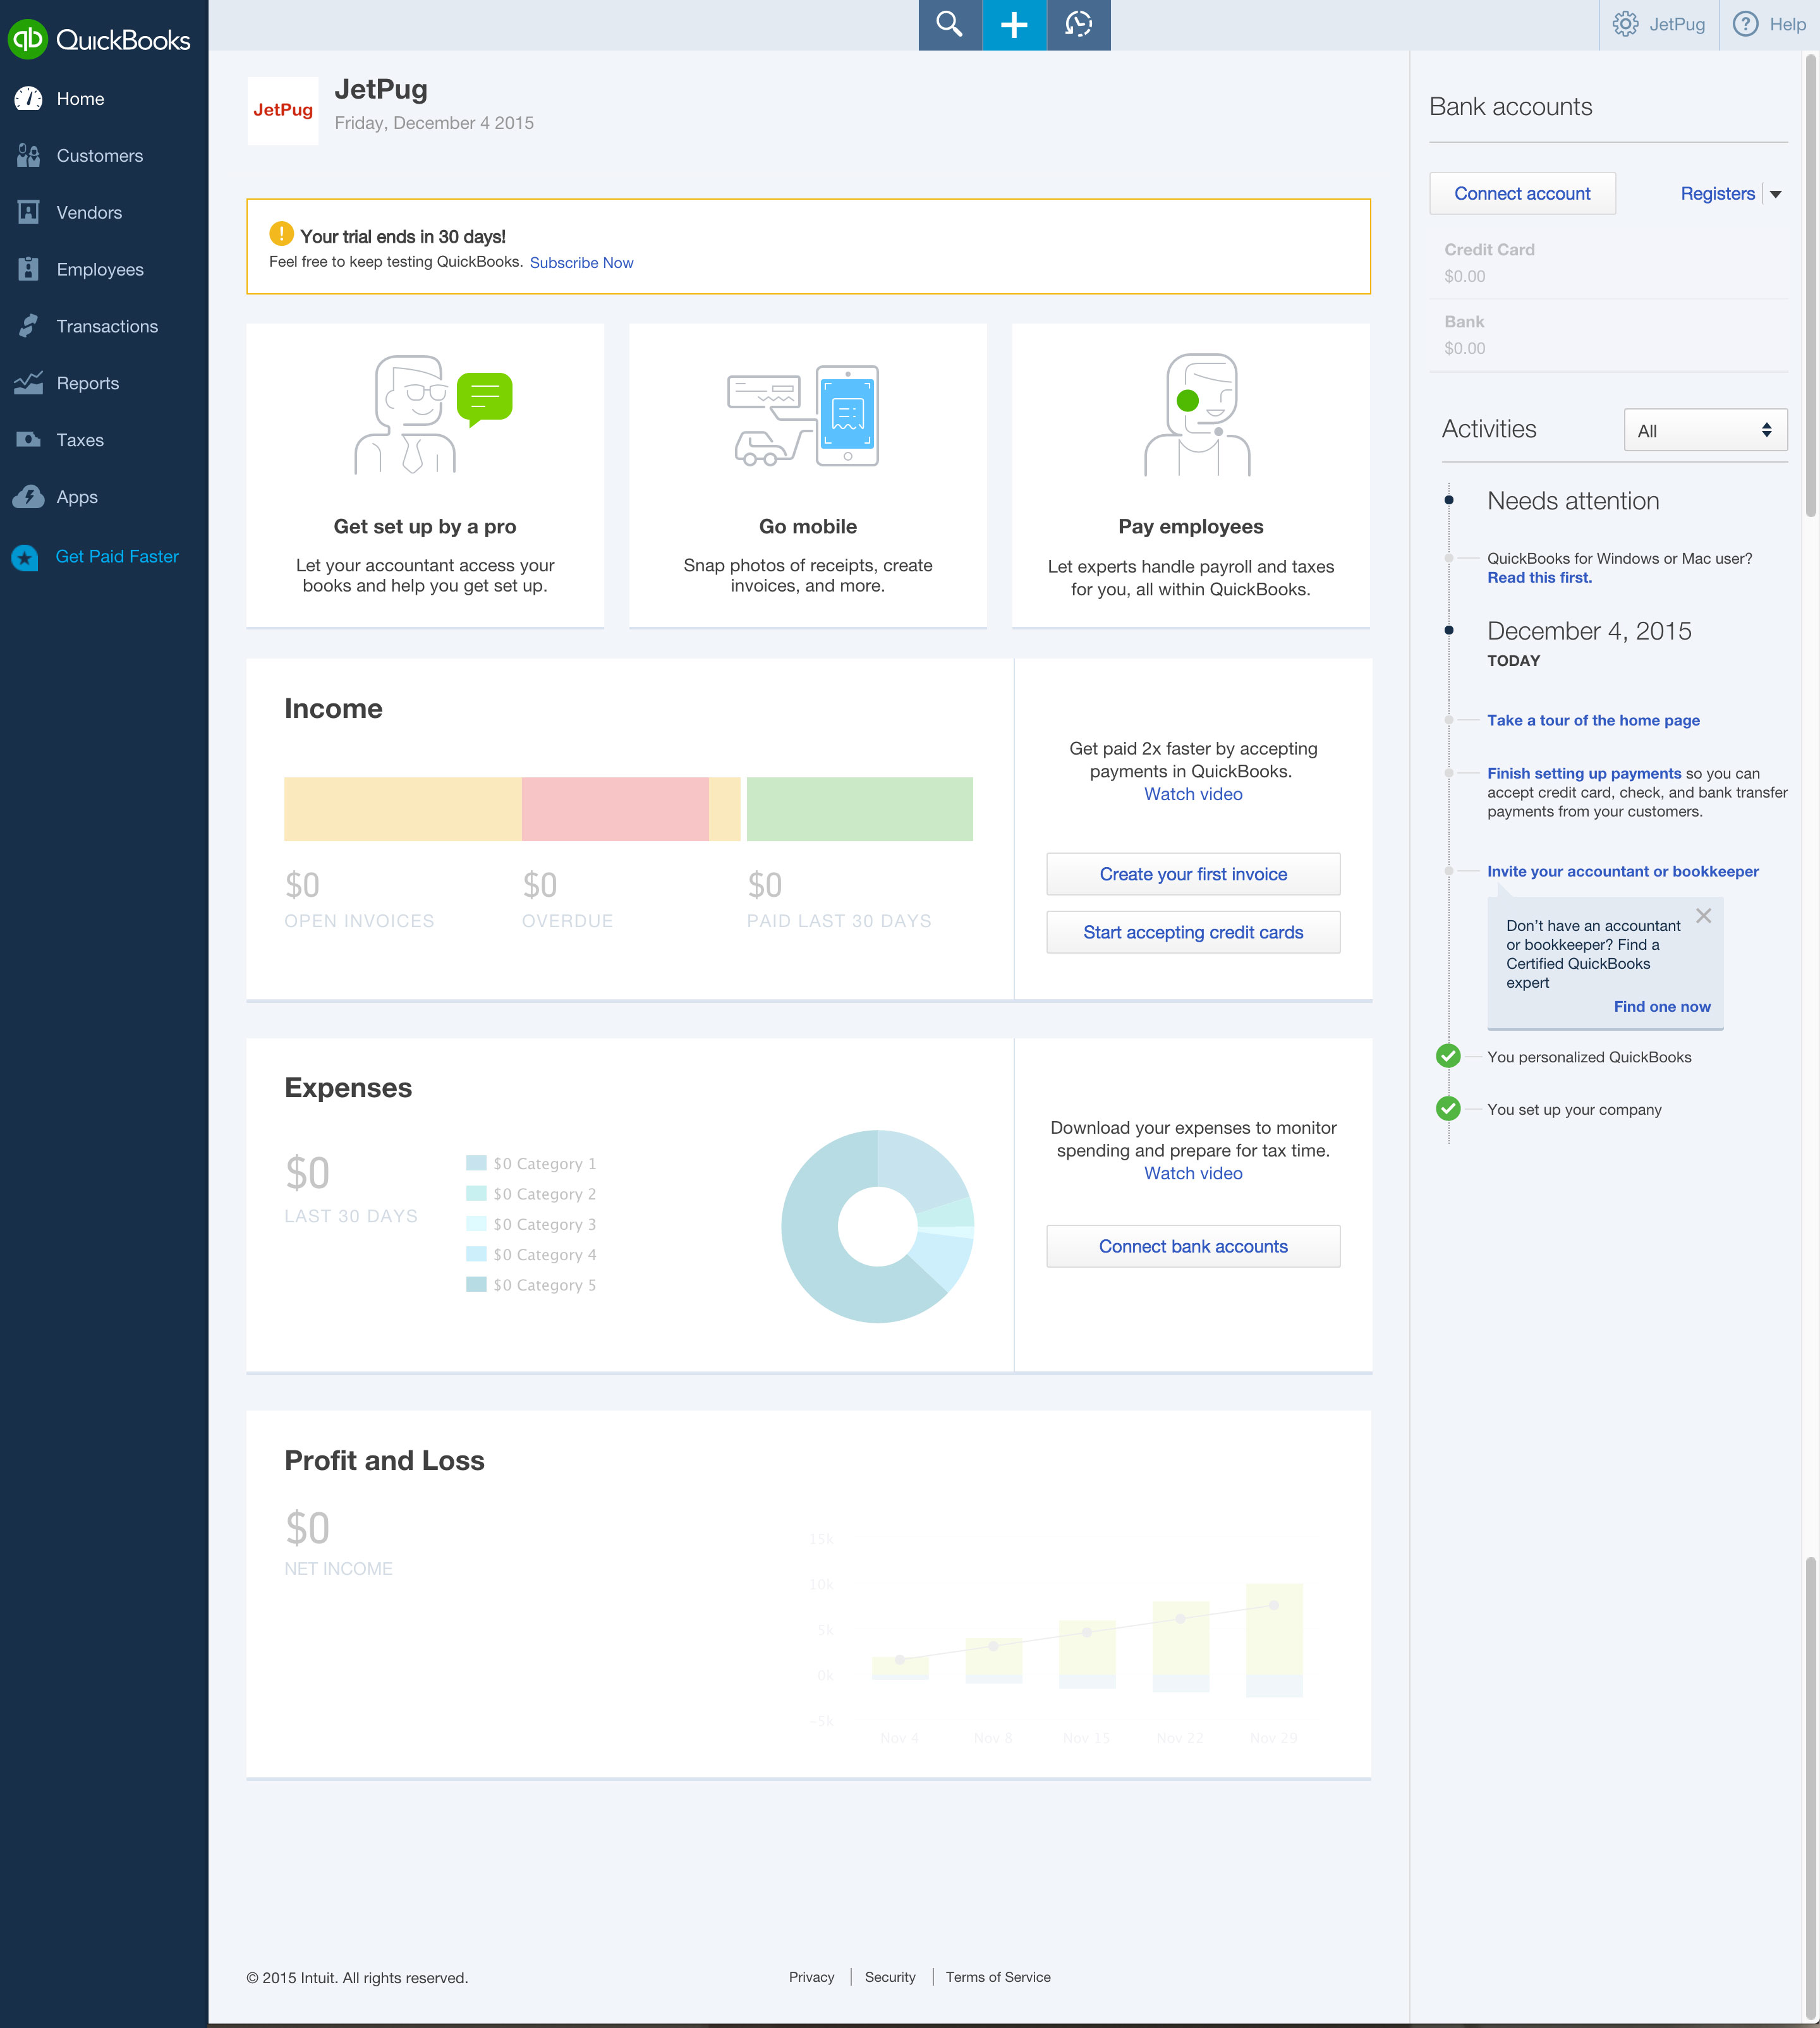 QuickBooks
Home
Customers
Vendors
Employees
Transactions
Reports
Taxes
Apps
Get Paid Faster
JetPug
Help
JetPug
JetPug
Friday, December 4 2015
Your trial ends in 30 days!
Feel free to keep testing QuickBooks. Subscribe Now
Get set up by a pro
Let your accountant access your
books and help you get set up.
Go mobile
Snap photos of receipts, create
invoices, and more.
Pay employees
Let experts handle payroll and taxes
for you, all within QuickBooks.
Income
$0
OPEN INVOICES
$0
OVERDUE
$0
PAID LAST 30 DAYS
Get paid 2x faster by accepting
payments in QuickBooks.
Watch video
Create your first invoice
Start accepting credit cards
Expenses
$0
LAST 30 DAYS
$0 Category 1
$0 Category 2
$0 Category 3
$0 Category 4
$0 Category 5
Download your expenses to monitor
spending and prepare for tax time.
Watch video
Connect bank accounts
Profit and Loss
$0
NET INCOME
15k
10k
5k
0k
-5k
Nov 4 Nov 8 Nov 15 Nov 22 Nov 29
© 2015 Intuit. All rights reserved.
Privacy Security Terms of Service
Bank accounts
Connect account
Registers
Credit Card
$0.00
Bank
$0.00
Activities
All
Needs attention
QuickBooks for Windows or Mac user?
Read this first.
December 4, 2015
TODAY
Take a tour of the home page
Finish setting up payments so you can
accept credit card, check, and bank transfer
payments from your customers.
Invite your accountant or bookkeeper
Don't have an accountant
or bookkeeper? Find a
Certified QuickBooks
expert
Find one now
You personalized QuickBooks
You set up your company